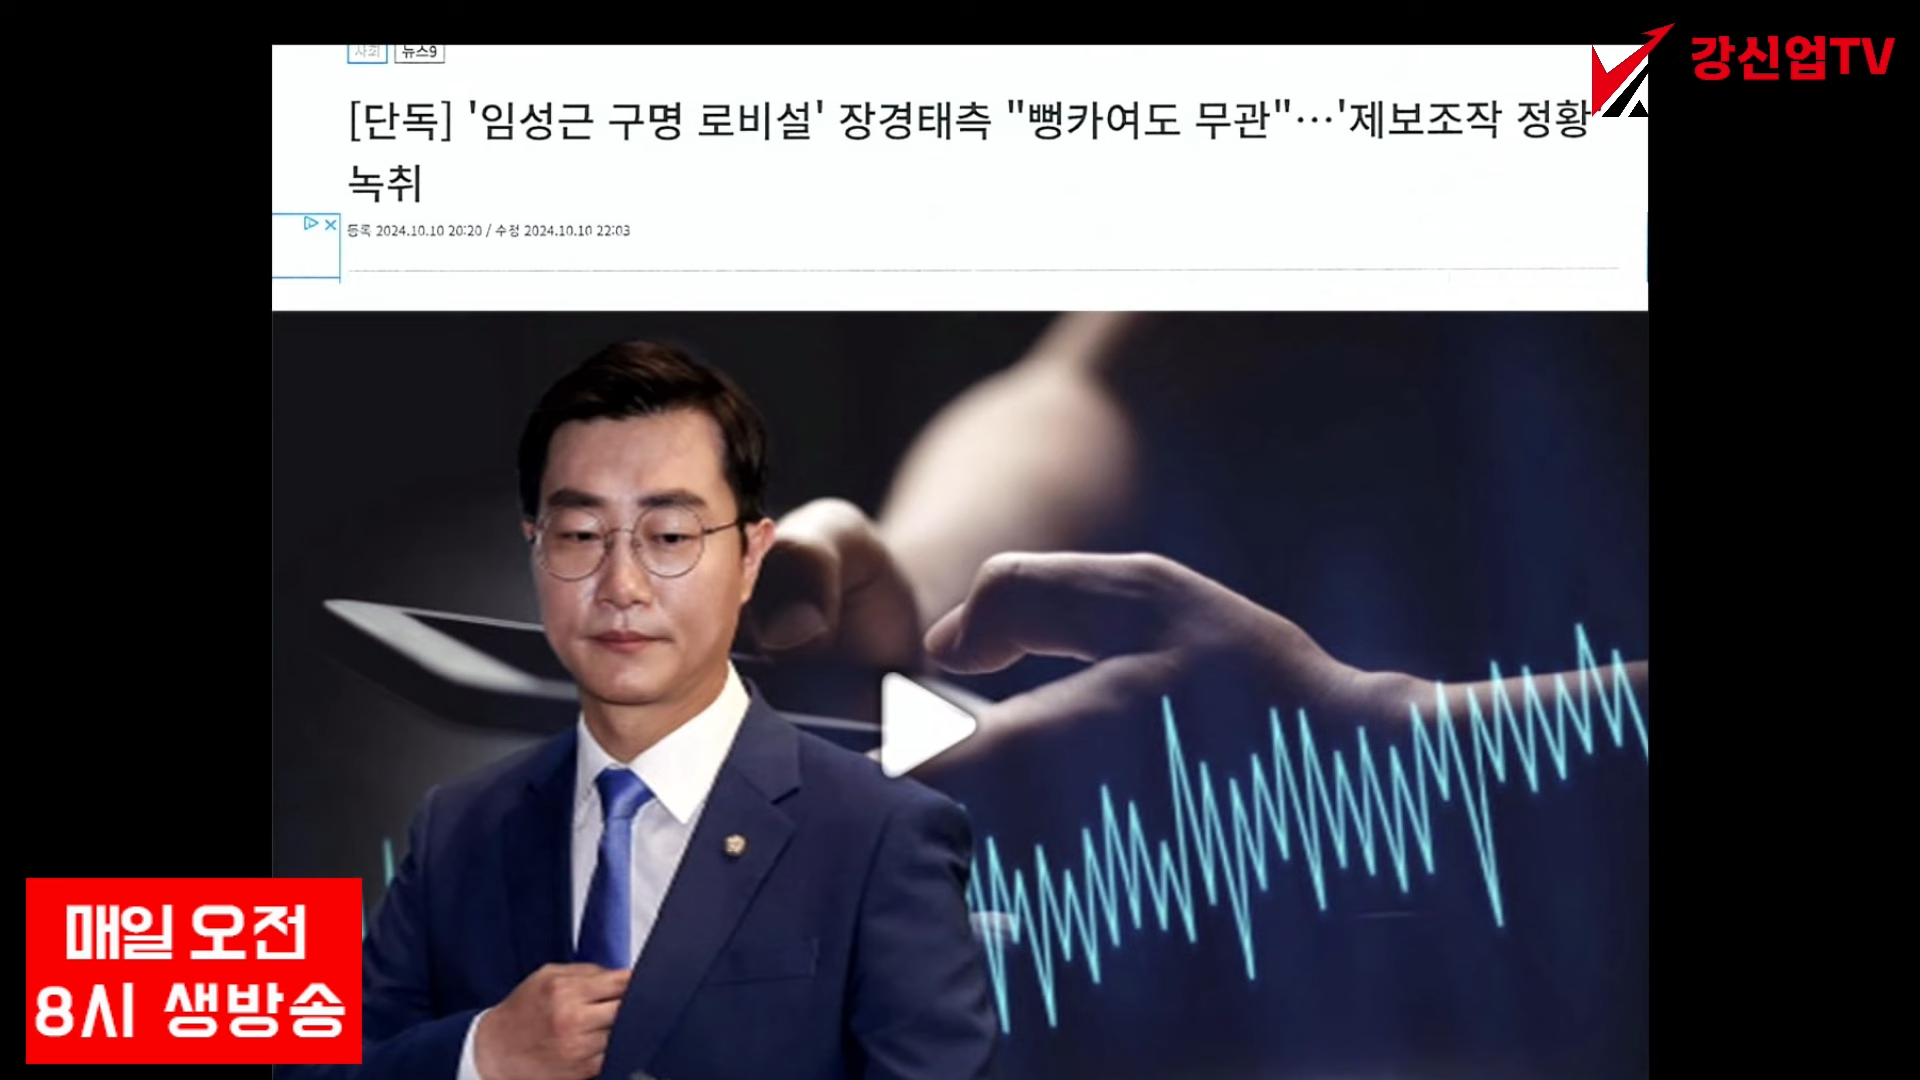 강신업TV
사회 뉴스9
[단독] '임성근 구명 로비설' 장경태측 "뻥카여도 무관"…'제보조작 정황'
녹취
등록 2024.10.10 20:20 / 수정 2024.10.10 22:03
매일 오전
8시 생방송